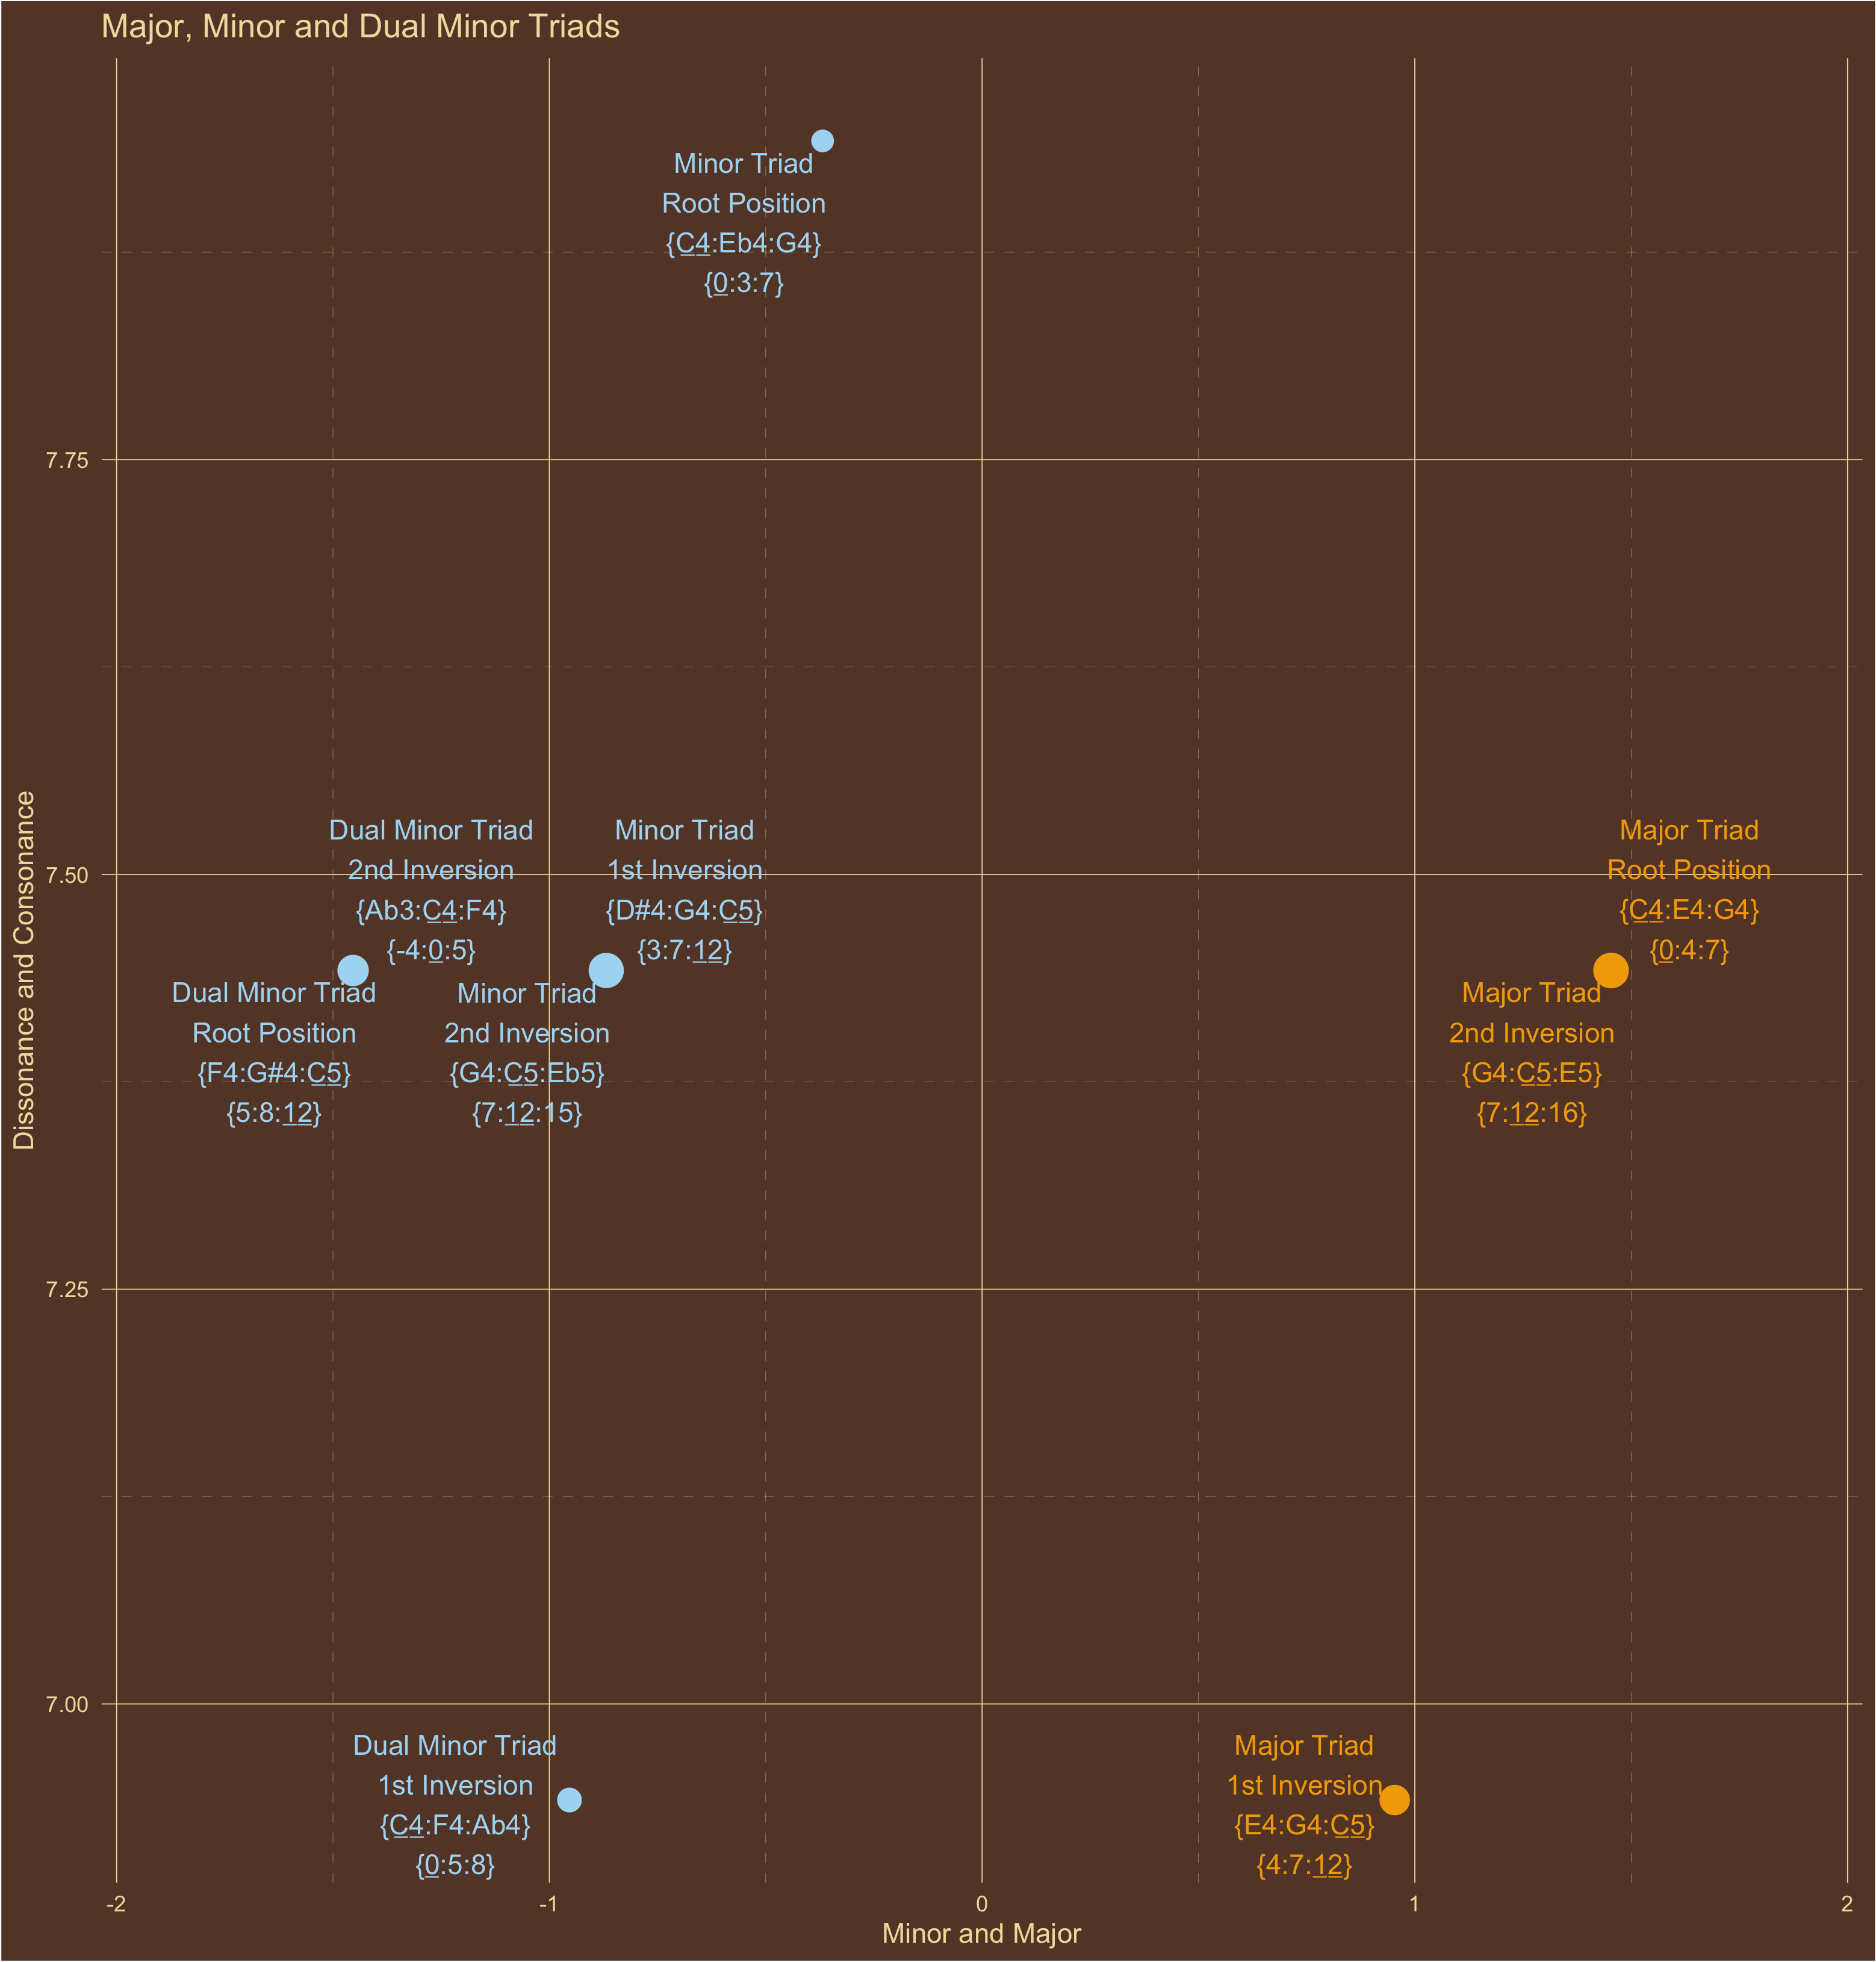 Major, Minor and Dual Minor Triads
Minor Triad
Root Position
{C4:Eb4:G4}
{0:3:7}
7.75
Dual Minor Triad
2nd Inversion
{Ab3:C4:F4}
{-4:0:5}
Minor Triad
1st Inversion
{D#4:G4:C5}
{3:7:12}
Major Triad
Root Position
{C4:E4:G4}
{0:4:7}
7.50
Dual Minor Triad
Root Position
{F4:G#4:C5}
{5:8:12}
Minor Triad
2nd Inversion
{G4:C5:Eb5}
{7:12:15}
Major Triad
2nd Inversion
{G4:C5:E5}
{7:12:16}
Dissonance and Consonance
7.25
7.00
Dual Minor Triad
1st Inversion
{C4:F4:Ab4}
{0:5:8}
Major Triad
1st Inversion
{E4:G4:C5}
{4:7:12}
-2 -1 0 1 2
Minor and Major